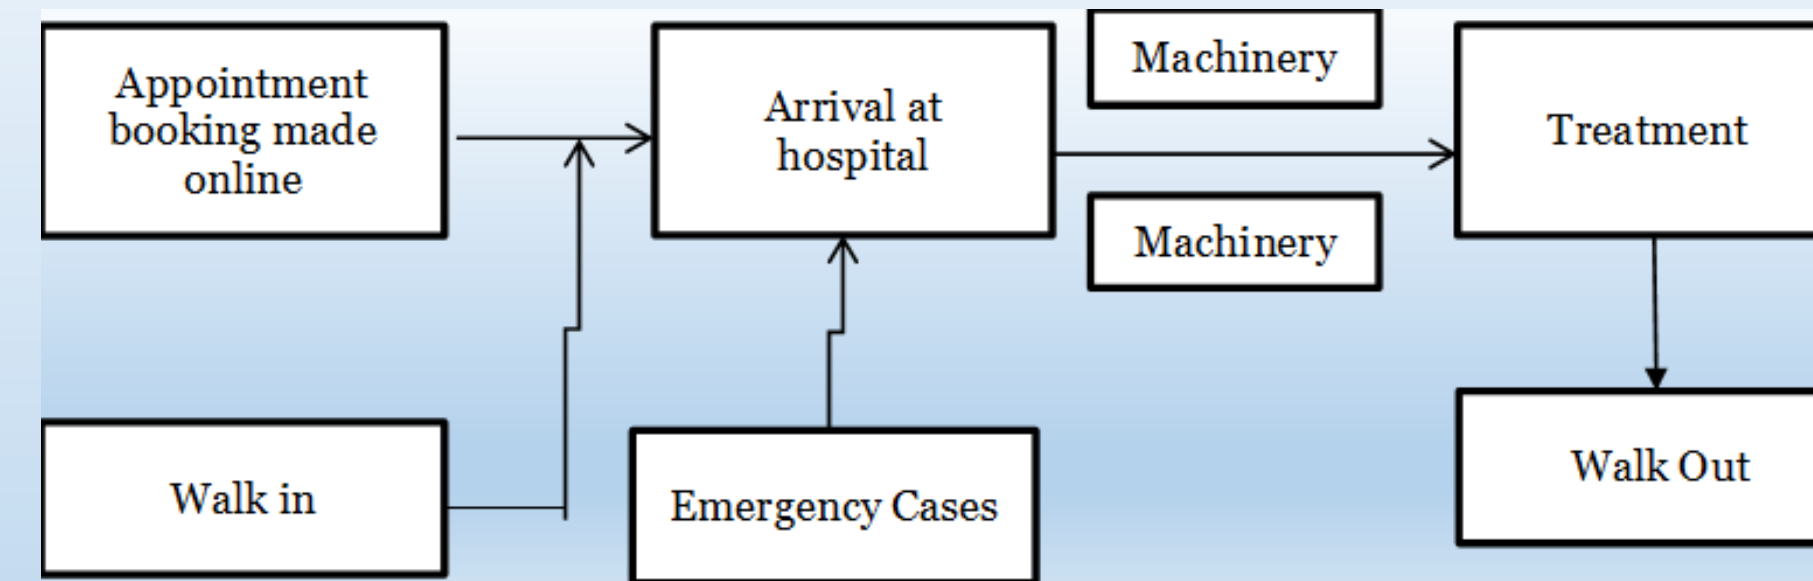 Appointment
booking made
online
Arrival at
hospital
Machinery
Machinery
Treatment
Walk in
Emergency Cases
Walk Out